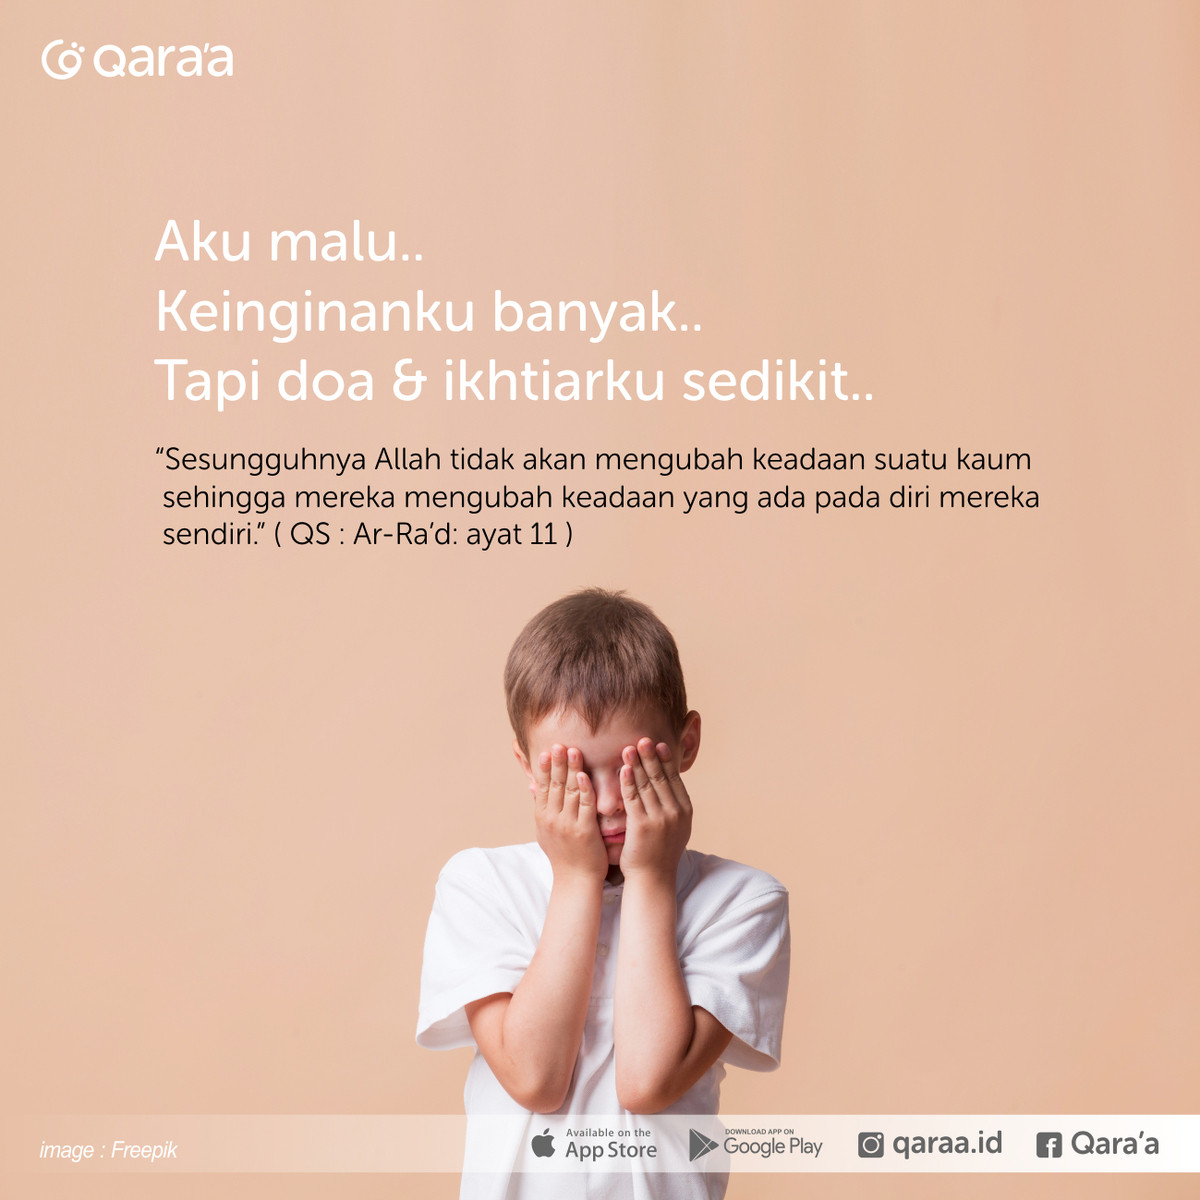 Qara'a
Aku malu..
Keinginanku banyak..
Tapi doa & ikhtiarku sedikit..
“Sesungguhnya Allah tidak akan mengubah keadaan suatu kaum
sehingga mereka mengubah keadaan yang ada pada diri mereka
sendiri.” ( QS : Ar-Ra’d: ayat 11 )
image : Freepik
Available on the
App Store
DOWNLOAD APP ON
Google Play
qaraa.id
Qara’a